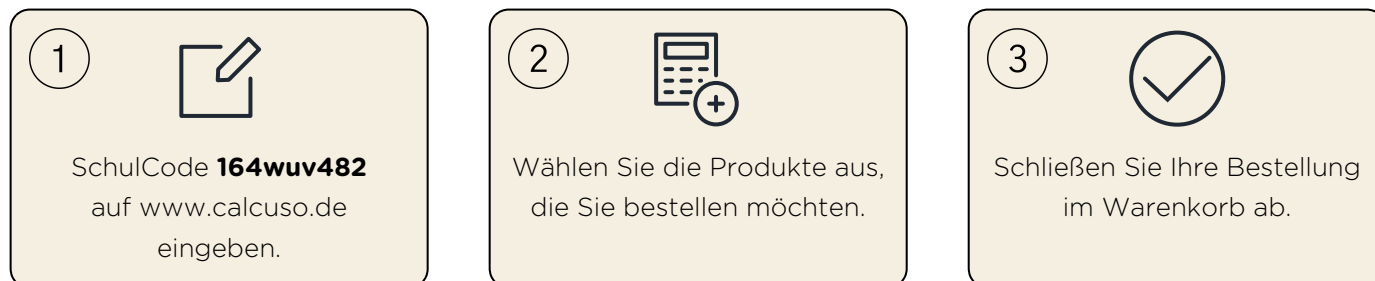 1
SchulCode 164wuv482
auf www.calcuso.de
eingeben.
2
Wählen Sie die Produkte aus,
die Sie bestellen möchten.
3
Schließen Sie Ihre Bestellung
im Warenkorb ab.